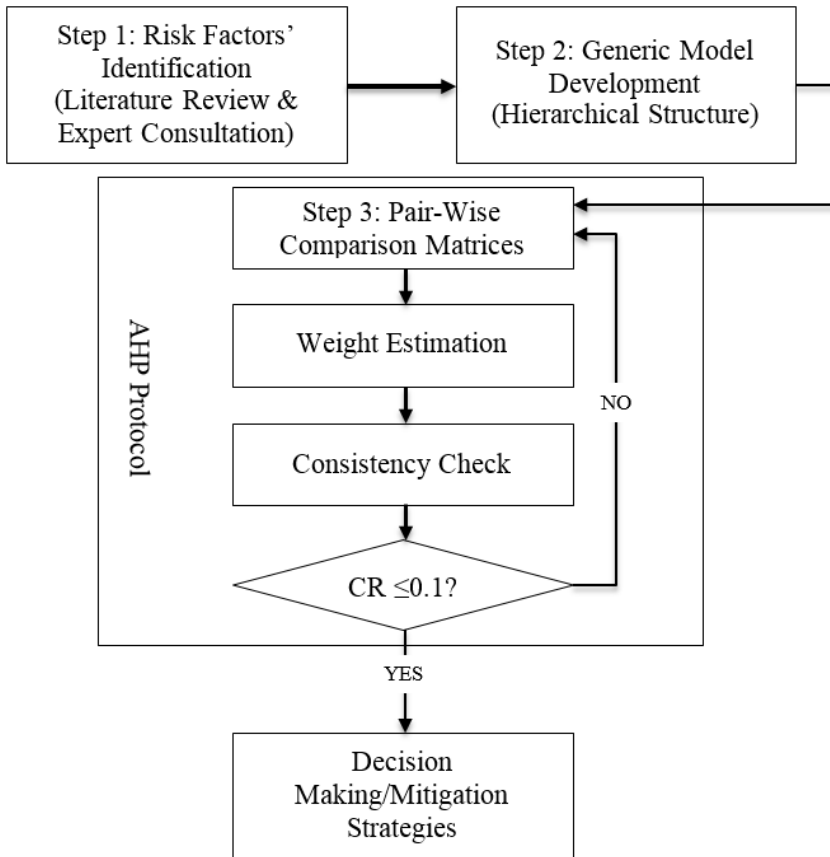 Step 1: Risk Factors’
Identification
(Literature Review &
Expert Consultation)
Step 2: Generic Model
Development
(Hierarchical Structure)
Step 3: Pair-Wise
Comparison Matrices
AHP Protocol
Weight Estimation
NO
Consistency Check
CR ≤0.1?
YES
Decision
Making/Mitigation
Strategies